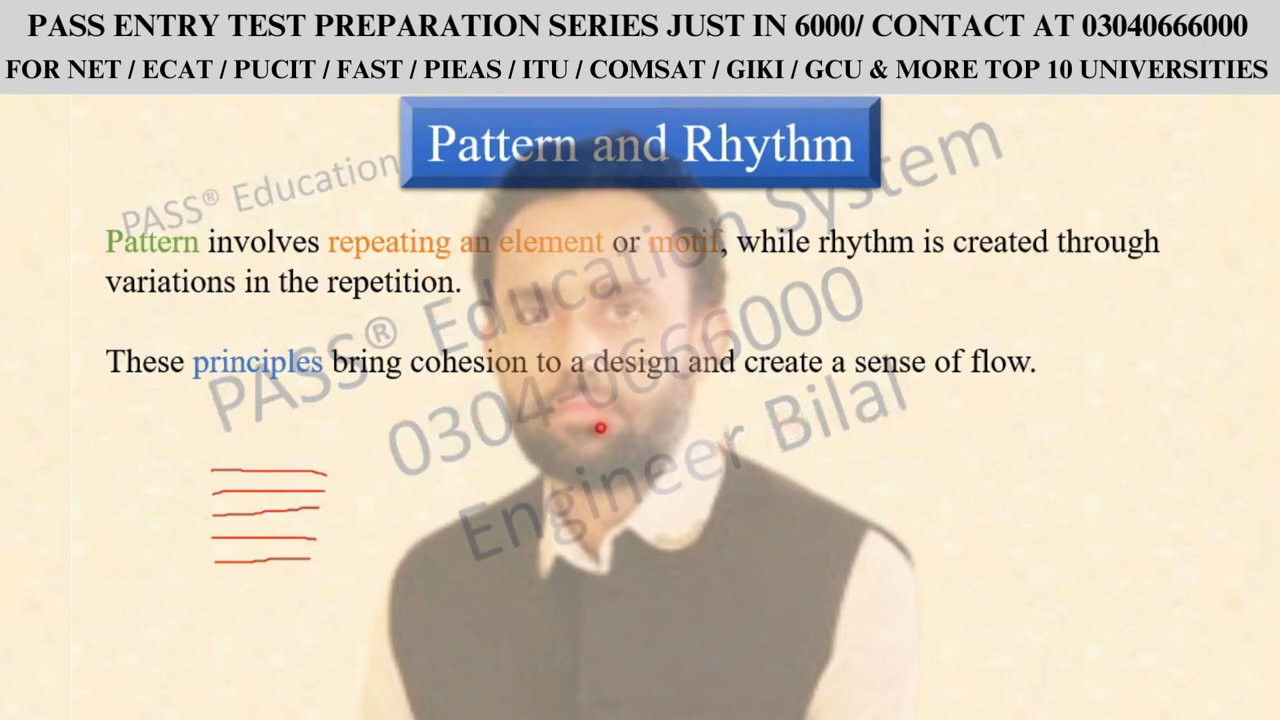 PASS ENTRY TEST PREPARATION SERIES JUST IN 6000/ CONTACT AT 03040666000
FOR NET / ECAT / PUCIT / FAST / PIEAS / ITU / COMSAT / GIKI / GCU & MORE TOP 10 UNIVERSITIES
Pattern and Rhythm
PASS® Education
Pattern involves repeating an element or motif, while rhythm is created through
variations in the repetition.
These principles bring cohesion to a design and create a sense of flow.
PASS® Education System
0304-0666000
Engineer Bilal